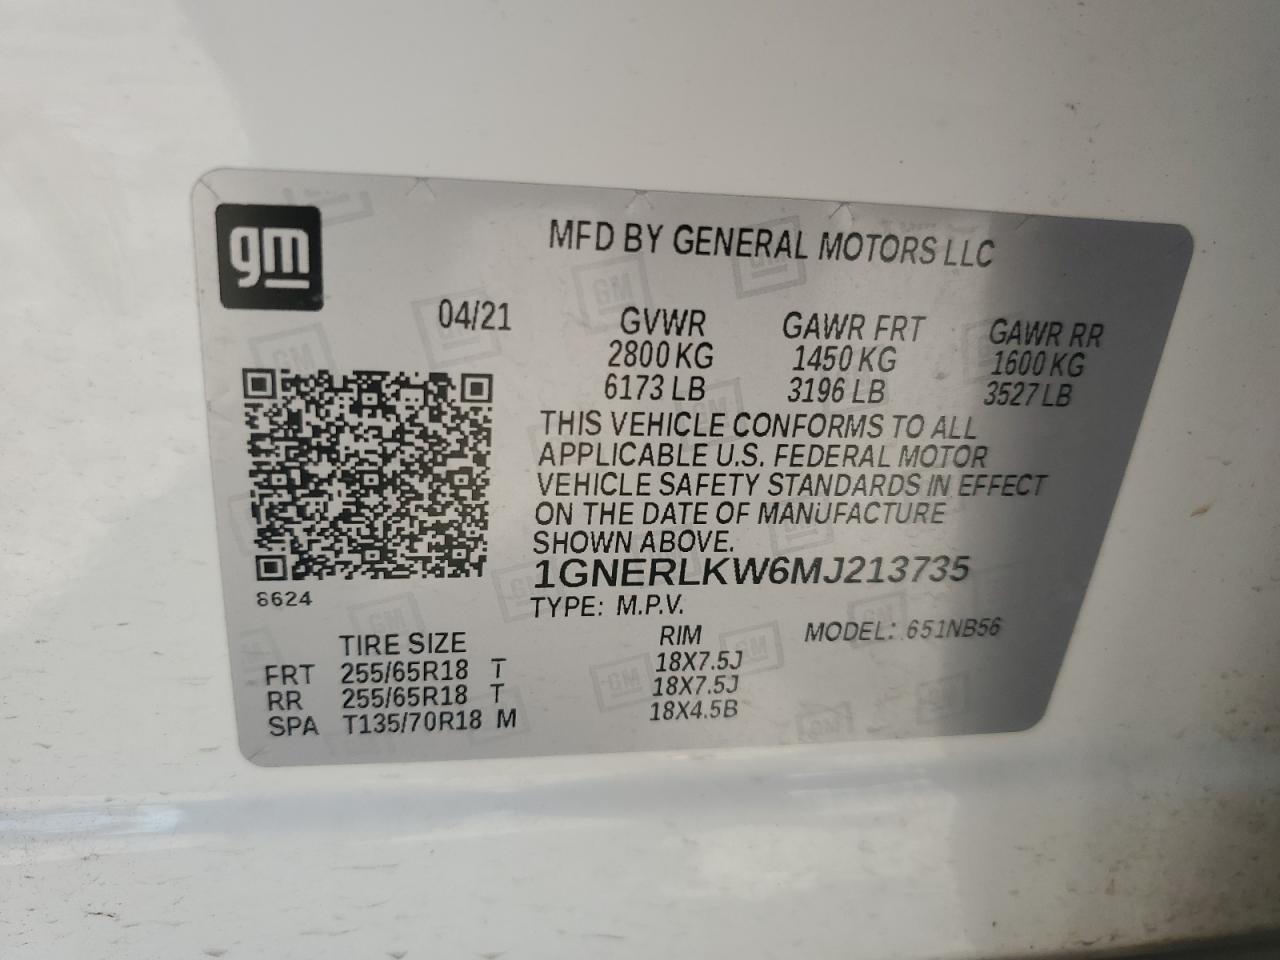 gm
MFD BY GENERAL MOTORS LLC
04/21
GVWR GAWR FRT GAWR RR
2800 KG 1450 KG 1600 KG
6173 LB 3196 LB 3527 LB
THIS VEHICLE CONFORMS TO ALL
APPLICABLE U.S. FEDERAL MOTOR
VEHICLE SAFETY STANDARDS IN EFFECT
ON THE DATE OF MANUFACTURE
SHOWN ABOVE.
1GNERLKW6MJ213735
8624
TYPE: M.P.V.
MODEL: 651NB56
TIRE SIZE RIM
FRT 255/65R18 T 18X7.5J
RR 255/65R18 T 18X7.5J
SPA T135/70R18 M 18X4.5B